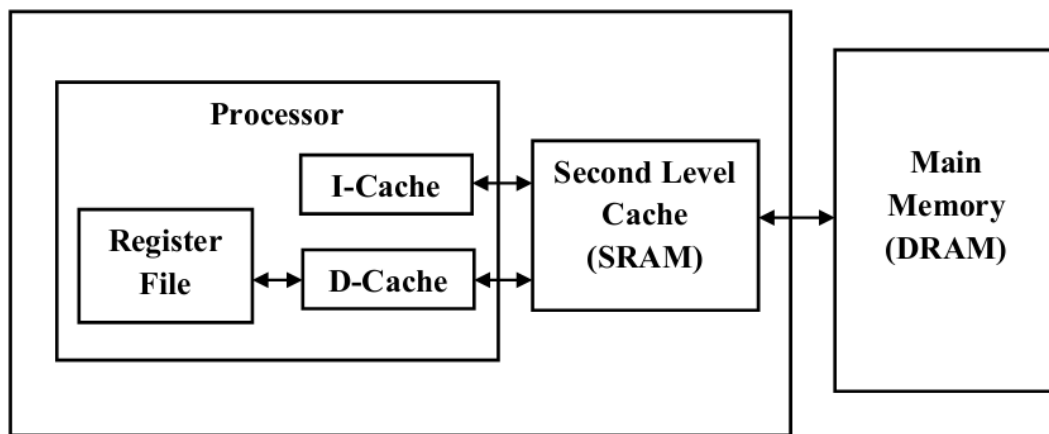 Processor
I-Cache
Register
File
D-Cache
Second Level
Cache
(SRAM)
Main
Memory
(DRAM)